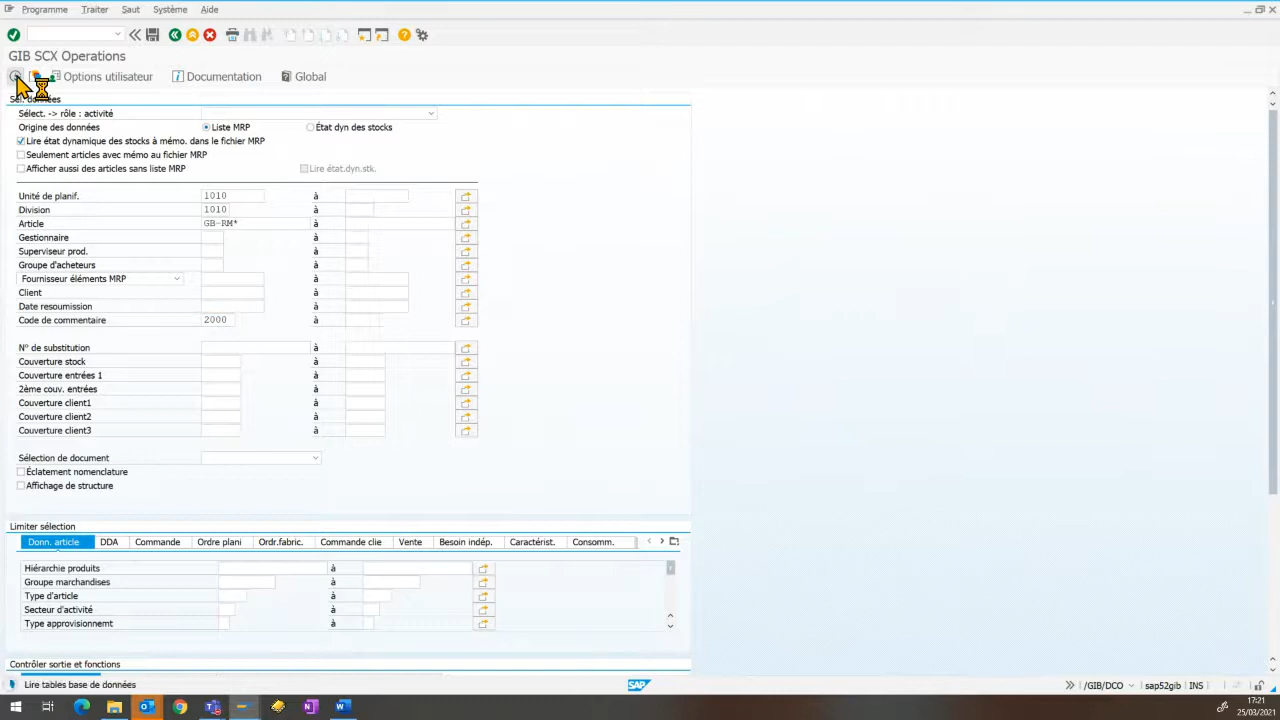 Programme Traiter Saut Système Aide
GIB SCX Operations
Options utilisateur Documentation Global
Sél. données
Sélect. -> rôle : activité
Origine des données Liste MRP État dyn des stocks
Lire état dynamique des stocks à mémo. dans le fichier MRP
Seulement articles avec mémo au fichier MRP
Afficher aussi des articles sans liste MRP Lire état.dyn.stk.
Unité de planif. 1010 à
Division 1010 à
Article GB-RM* à
Gestionnaire à
Superviseur prod. à
Groupe d'acheteurs à
Fournisseur éléments MRP à
Client à
Date resoumission à
Code de commentaire 2000 à
N° de substitution à
Couverture stock à
Couverture entrées 1 à
2ème couv. entrées à
Couverture client1 à
Couverture client2 à
Couverture client3 à
Sélection de document
Éclatement nomenclature
Affichage de structure
Limiter sélection
Donn. article DDA Commande Ordre plani Ordr.fabric. Commande clie Vente Besoin indép. Caractérist. Consomm.
Hiérarchie produits à
Groupe marchandises à
Type d'article à
Secteur d'activité à
Type approvisionnemt à
Contrôler sortie et fonctions
Lire tables base de données SAP /GIB/DCO sap52gib INS
17:21
25/03/2021